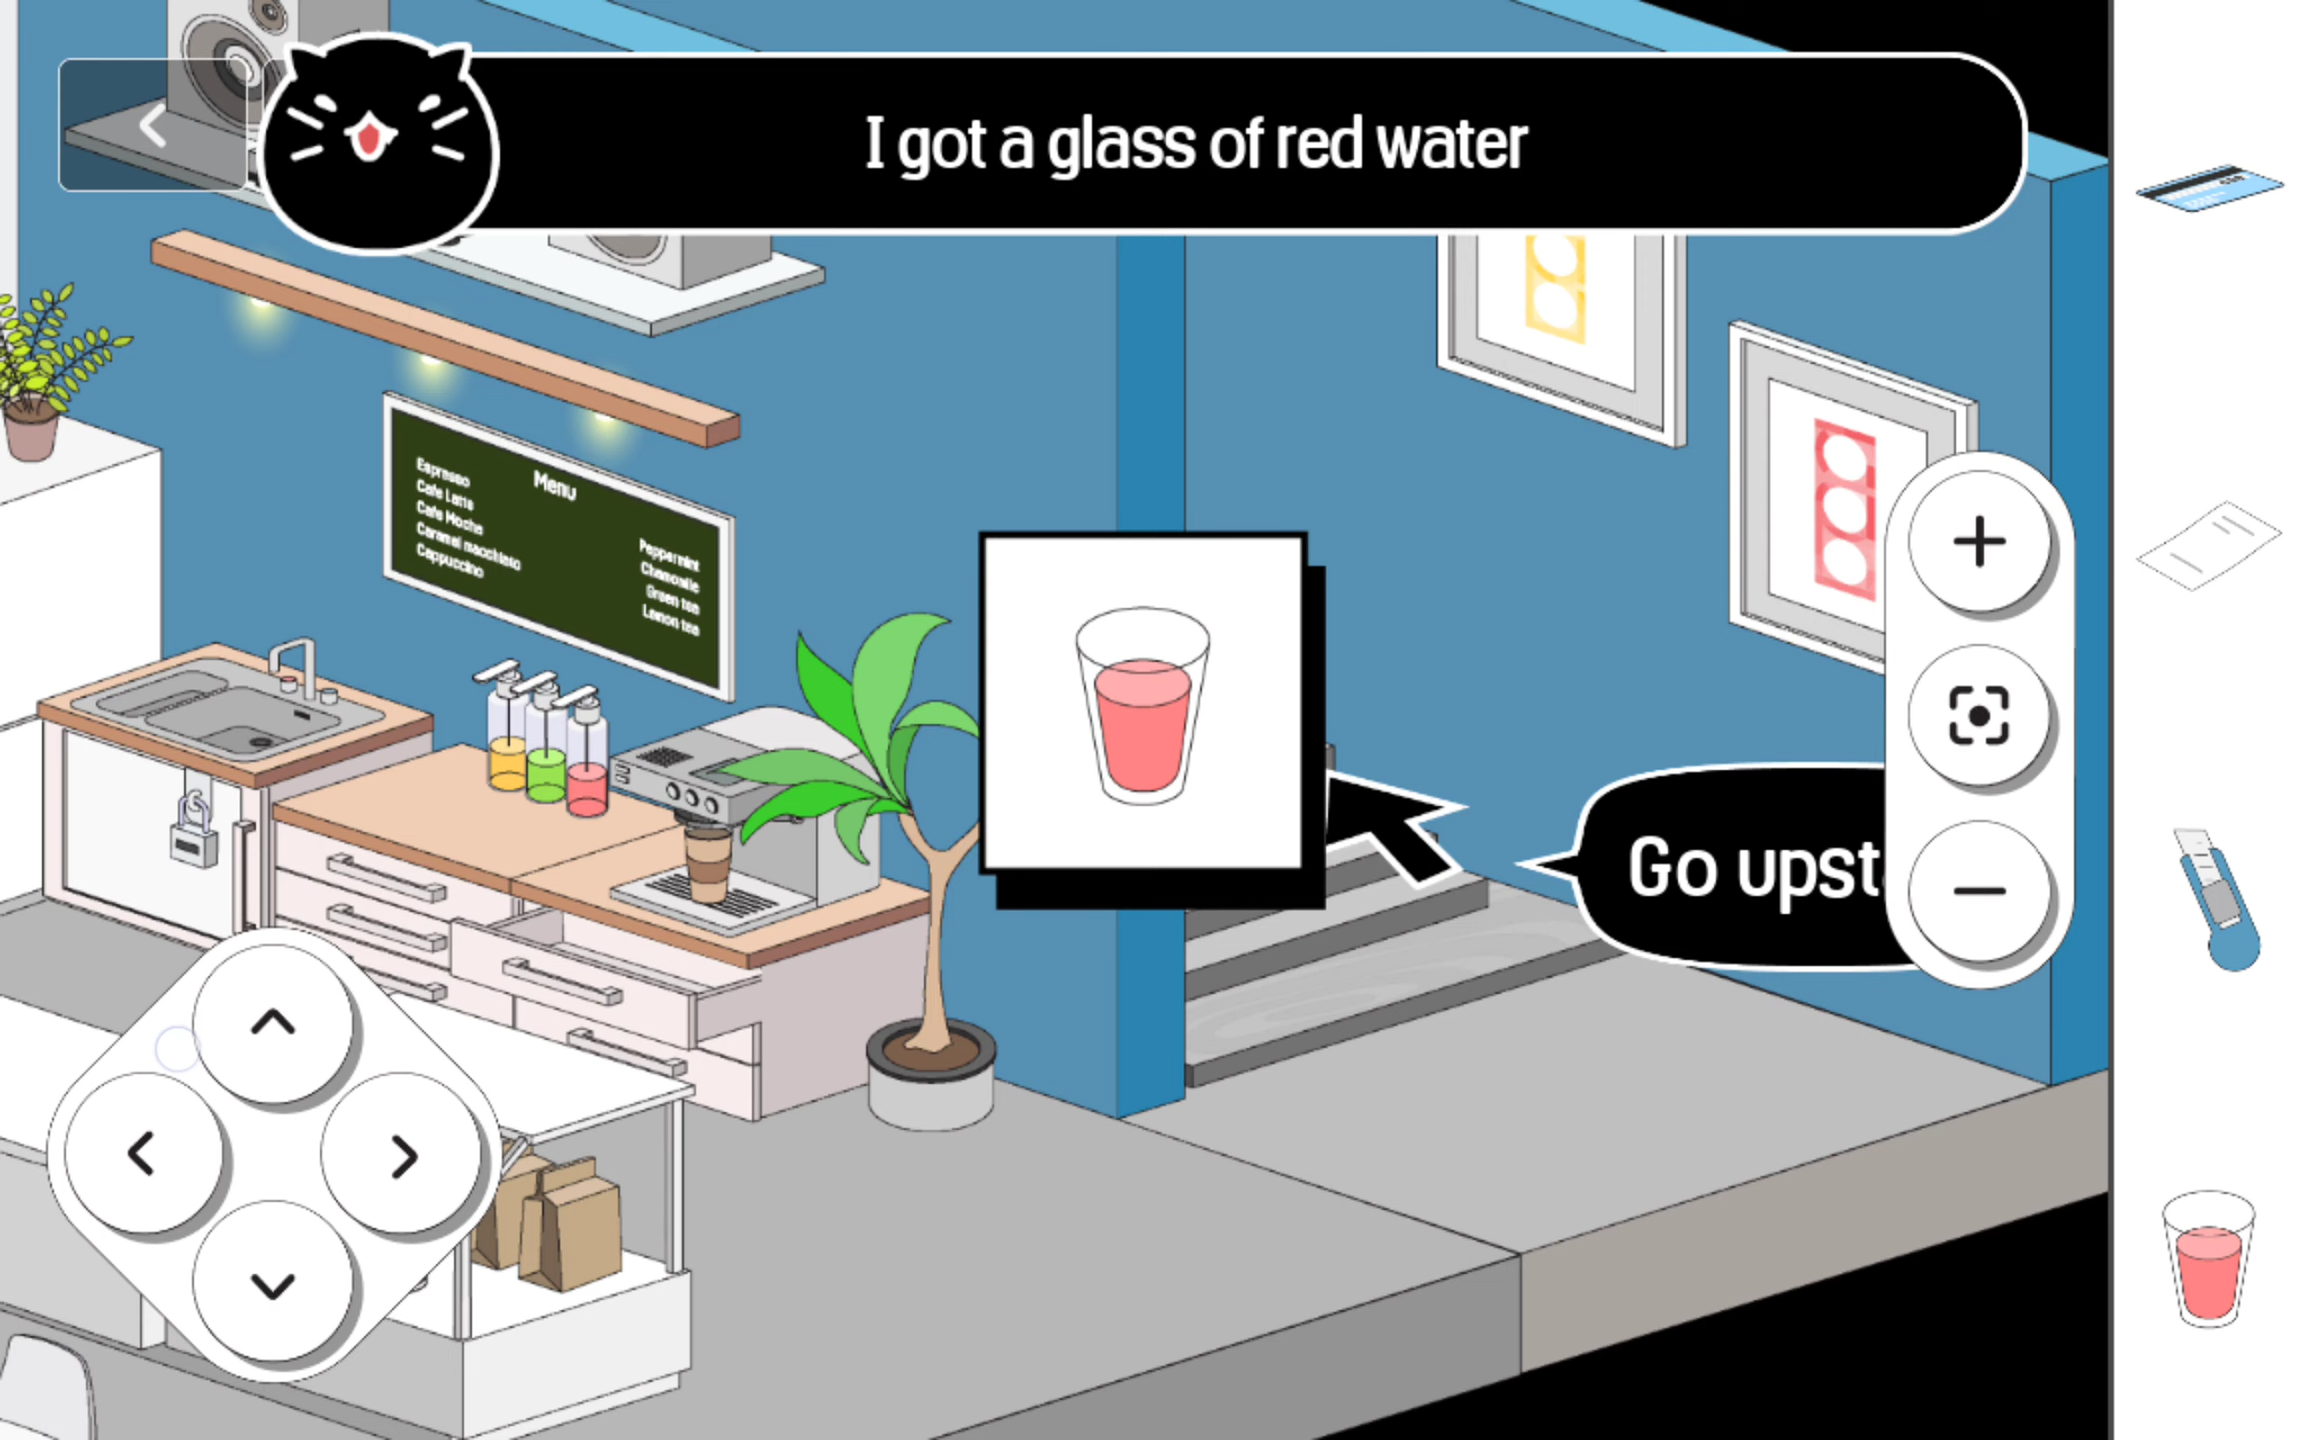 I got a glass of red water
Menu
Espresso
Cafe Latte
Cafe Mocha
Caramel macchiato
Cappuccino
Peppermint
Chamomile
Green tea
Lemon tea
Go upst